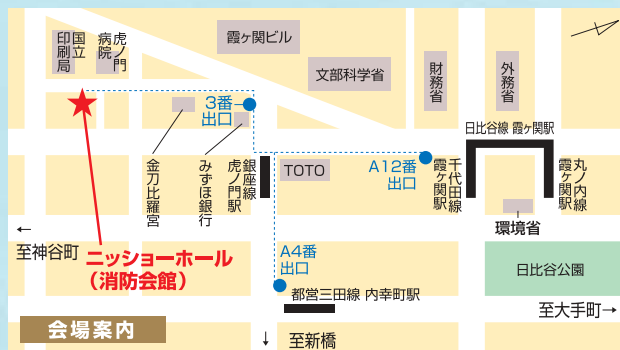 国立
印刷局
虎ノ門
病院
霞ヶ関ビル
文部科学省
財務省
外務省
3番
出口
日比谷線 霞ヶ関駅
金刀比羅宮
みずほ銀行
銀座線
虎ノ門駅
TOTO
A12番
出口
千代田線
霞ヶ関駅
丸ノ内線
霞ヶ関駅
環境省
←
至神谷町
ニッショーホール
（消防会館）
A4番
出口
日比谷公園
都営三田線 内幸町駅
至大手町→
会場案内
↓
至新橋